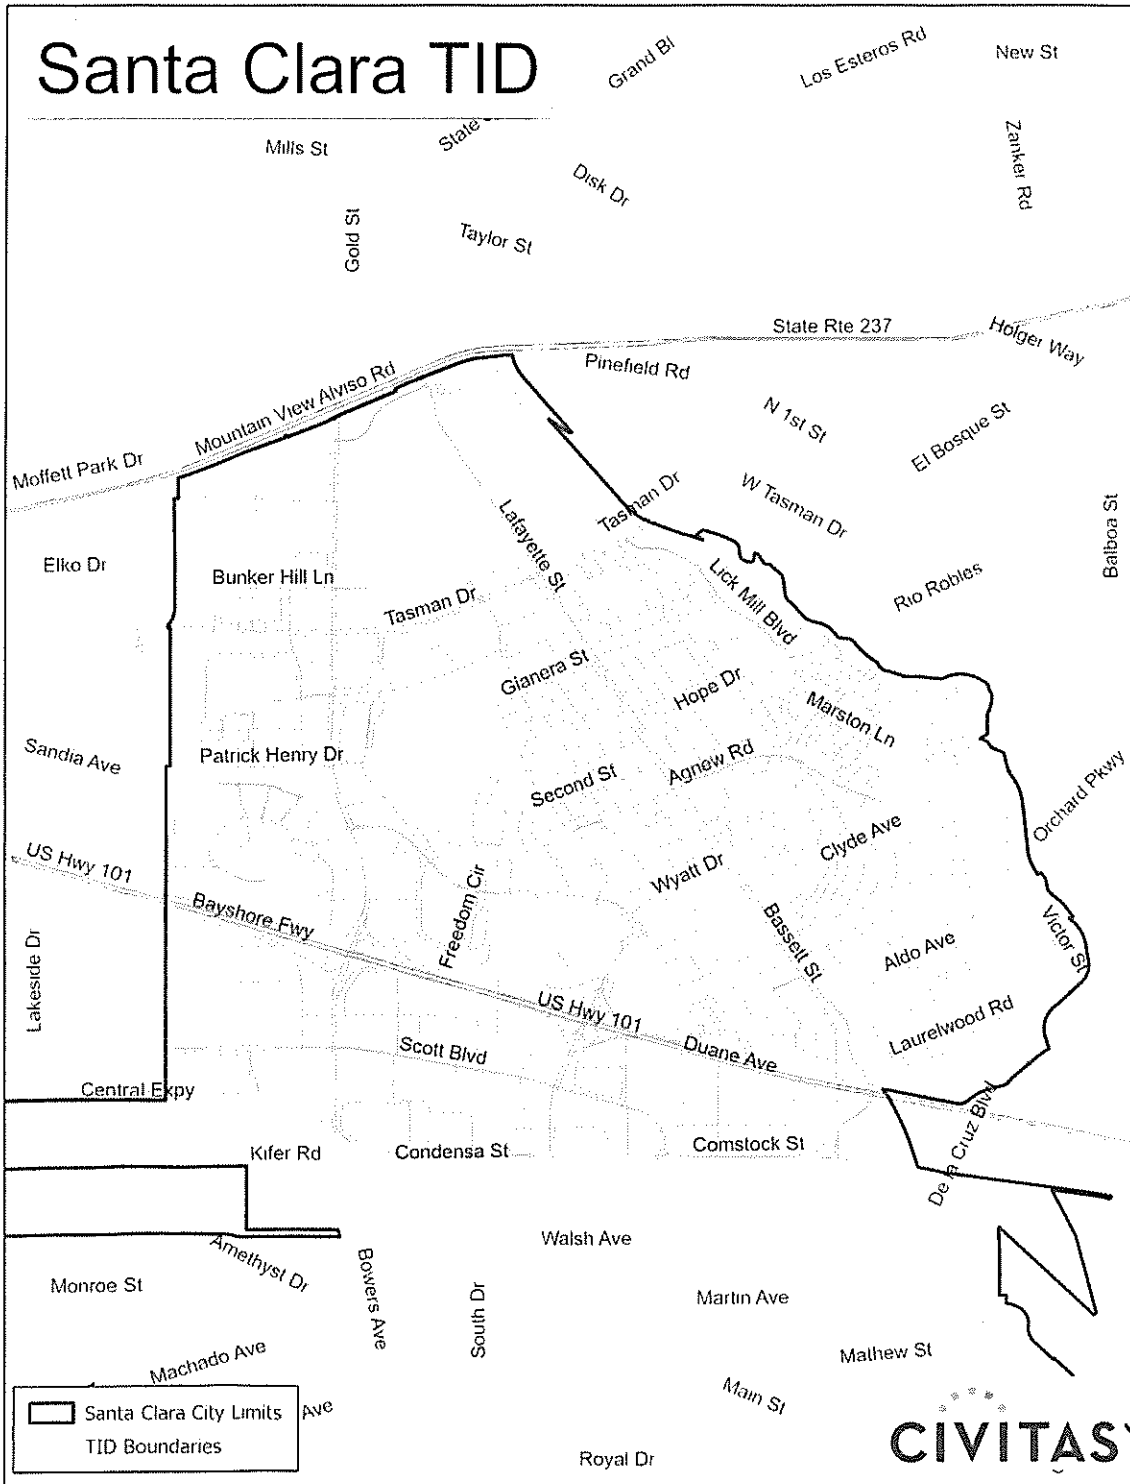 Santa Clara TID
Grand Bl
Los Esteros Rd
New St
State
Mills St
Disk Dr
Zanker Rd
Gold St
Taylor St
State Rte 237
Holger Way
Mountain View Alviso Rd
Pinefield Rd
N 1st St
El Bosque St
Moffett Park Dr
Tasman Dr
W Tasman Dr
Lafayette St
Balboa St
Elko Dr
Bunker Hill Ln
Lick Mill Blvd
Rio Robles
Tasman Dr
Gianera St
Hope Dr
Marston Ln
Sandia Ave
Patrick Henry Dr
Agnew Rd
Second St
Orchard Pkwy
Clyde Ave
US Hwy 101
Wyatt Dr
Bayshore Fwy
Freedom Cir
Bassett St
Victor St
Aldo Ave
Lakeside Dr
US Hwy 101
Laurelwood Rd
Scott Blvd
Duane Ave
Central Expy
De la Cruz Blvd
Kifer Rd
Condensa St
Comstock St
Walsh Ave
Amethyst Dr
Monroe St
Bowers Ave
South Dr
Martin Ave
Machado Ave
Mathew St
Main St
Santa Clara City Limits
Ave
TID Boundaries
CIVITAS
Royal Dr